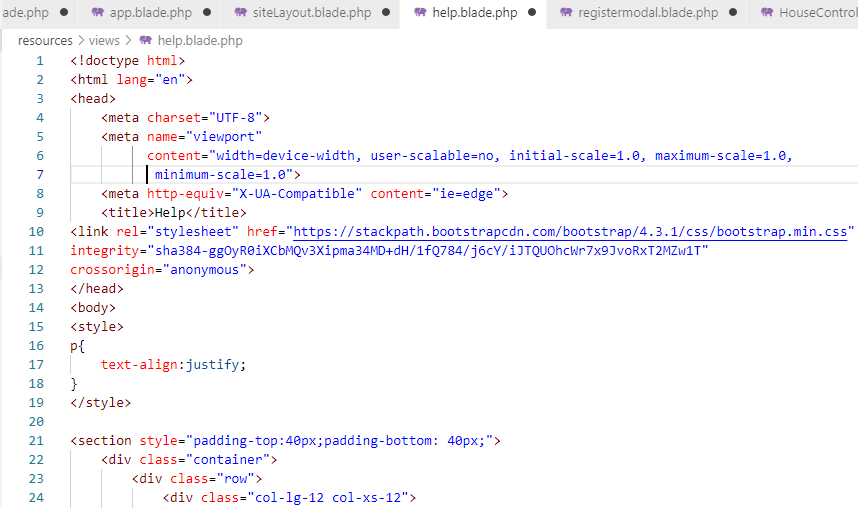 ade.php app.blade.php siteLayout.blade.php help.blade.php registermodal.blade.php HouseControl
resources > views > help.blade.php
1 <!doctype html>
2 <html lang="en">
3 <head>
4 <meta charset="UTF-8">
5 <meta name="viewport"
6 content="width=device-width, user-scalable=no, initial-scale=1.0, maximum-scale=1.0,
7 minimum-scale=1.0">
8 <meta http-equiv="X-UA-Compatible" content="ie=edge">
9 <title>Help</title>
10 <link rel="stylesheet" href="https://stackpath.bootstrapcdn.com/bootstrap/4.3.1/css/bootstrap.min.css"
11 integrity="sha384-ggOyR0iXCbMQv3Xipma34MD+dH/1fQ784/j6cY/iJTQUOhcWr7x9JvoRxT2MZw1T"
12 crossorigin="anonymous">
13 </head>
14 <body>
15 <style>
16 p{
17 text-align:justify;
18 }
19 </style>
20
21 <section style="padding-top:40px;padding-bottom: 40px;">
22 <div class="container">
23 <div class="row">
24 <div class="col-lg-12 col-xs-12">